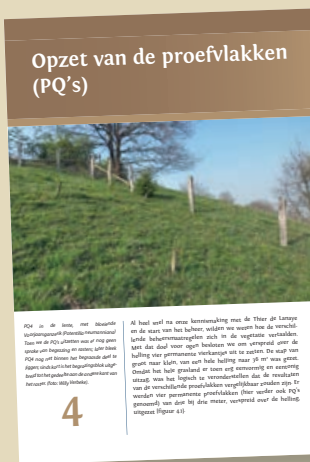 Opzet van de proefvlakken
(PQ's)
PQ4 in de lente, met bloeiende
Voorjaarsganzerik (Potentilla neumanniana)
Toen we de PQ's uitzetten was er nog geen
sprake van begrazing en rasters; later bleek
PQ4 nog net binnen het begraasde deel te
liggen; sinds kort is het begrazingsblok uitge-
breid tot het gedeelte aan de andere kant van
het raster. (Foto: Willy Verbeke).
4
Al heel snel na onze kennismaking met de Thier de Lanaye
en de start van het beheer, wilden we weten hoe de verschil-
lende beheermaatregelen zich in de vegetatie vertaalden.
Met dat doel voor ogen besloten we om verspreid over de
helling vier permanente vierkantjes uit te zetten. De stap van
groot naar klein, van een hele helling naar 36 m² was gezet.
Omdat het hele grasland er toen erg eenvormig en eentonig
uitzag, was het logisch te veronderstellen dat de resultaten
van de verschillende proefvlakken vergelijkbaar zouden zijn. Er
werden vier permanente proefvlakken (hier verder ook PQ's
genoemd) van drie bij drie meter, verspreid over de helling,
uitgezet (figuur 4.1).